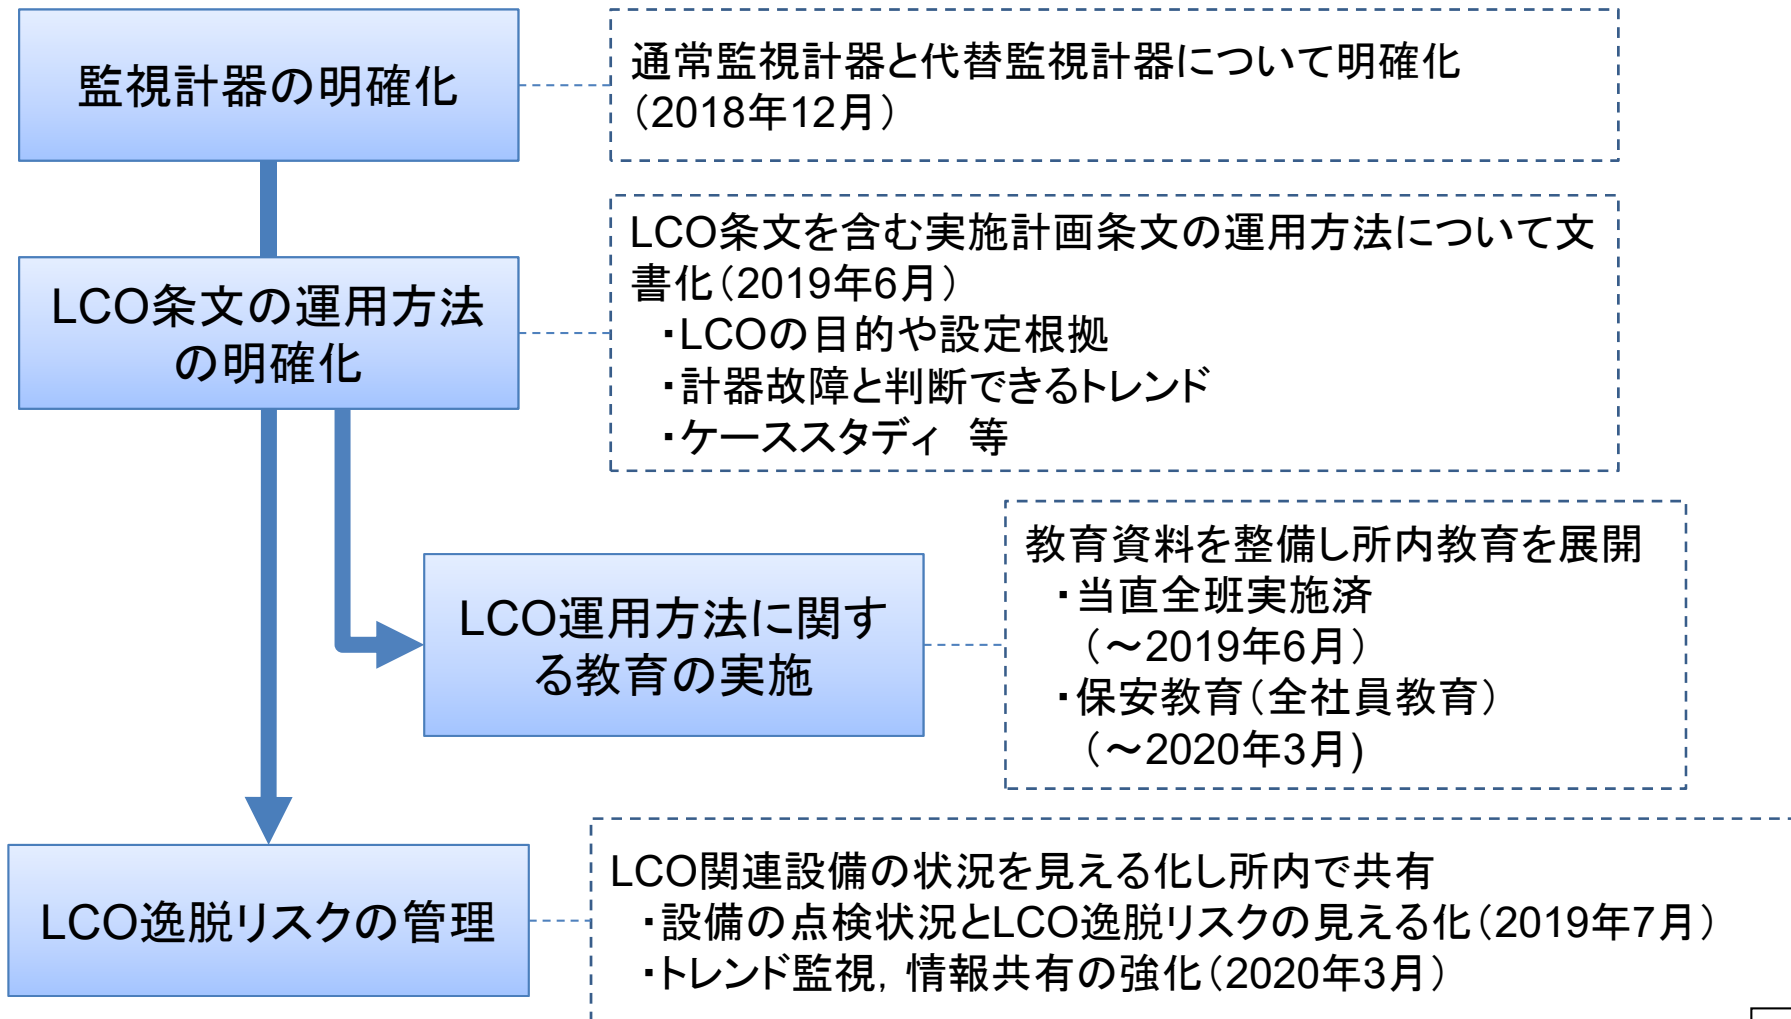 監視計器の明確化
通常監視計器と代替監視計器について明確化
（2018年12月）
LCO条文の運用方法
の明確化
LCO条文を含む実施計画条文の運用方法について文
書化（2019年6月）
・LCOの目的や設定根拠
・計器故障と判断できるトレンド
・ケーススタディ 等
LCO運用方法に関す
る教育の実施
教育資料を整備し所内教育を展開
・当直全班実施済
（～2019年6月）
・保安教育（全社員教育）
（～2020年3月)
LCO逸脱リスクの管理
LCO関連設備の状況を見える化し所内で共有
・設備の点検状況とLCO逸脱リスクの見える化（2019年7月）
・トレンド監視，情報共有の強化（2020年3月）